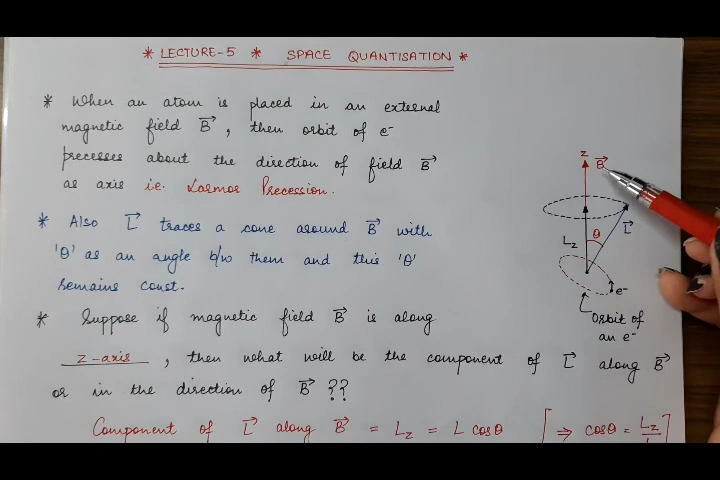 * LECTURE-5 * SPACE QUANTISATION *
* When an atom is placed in an external
magnetic field B⃗, then orbit of e⁻
precesses about the direction of field B⃗
as axis i.e. Larmor Precession.
* Also L⃗ traces a cone around B⃗ with
'θ' as an angle b/w them and this 'θ'
remains const.
* Suppose if magnetic field B⃗ is along
z-axis, then what will be the component of L⃗ along B⃗
or in the direction of B⃗ ??
Component of L⃗ along B⃗ = Lz = L cosθ [⇒ cosθ = Lz/L
z
B⃗
Lz
θ
L⃗
e⁻
Orbit of
an e⁻